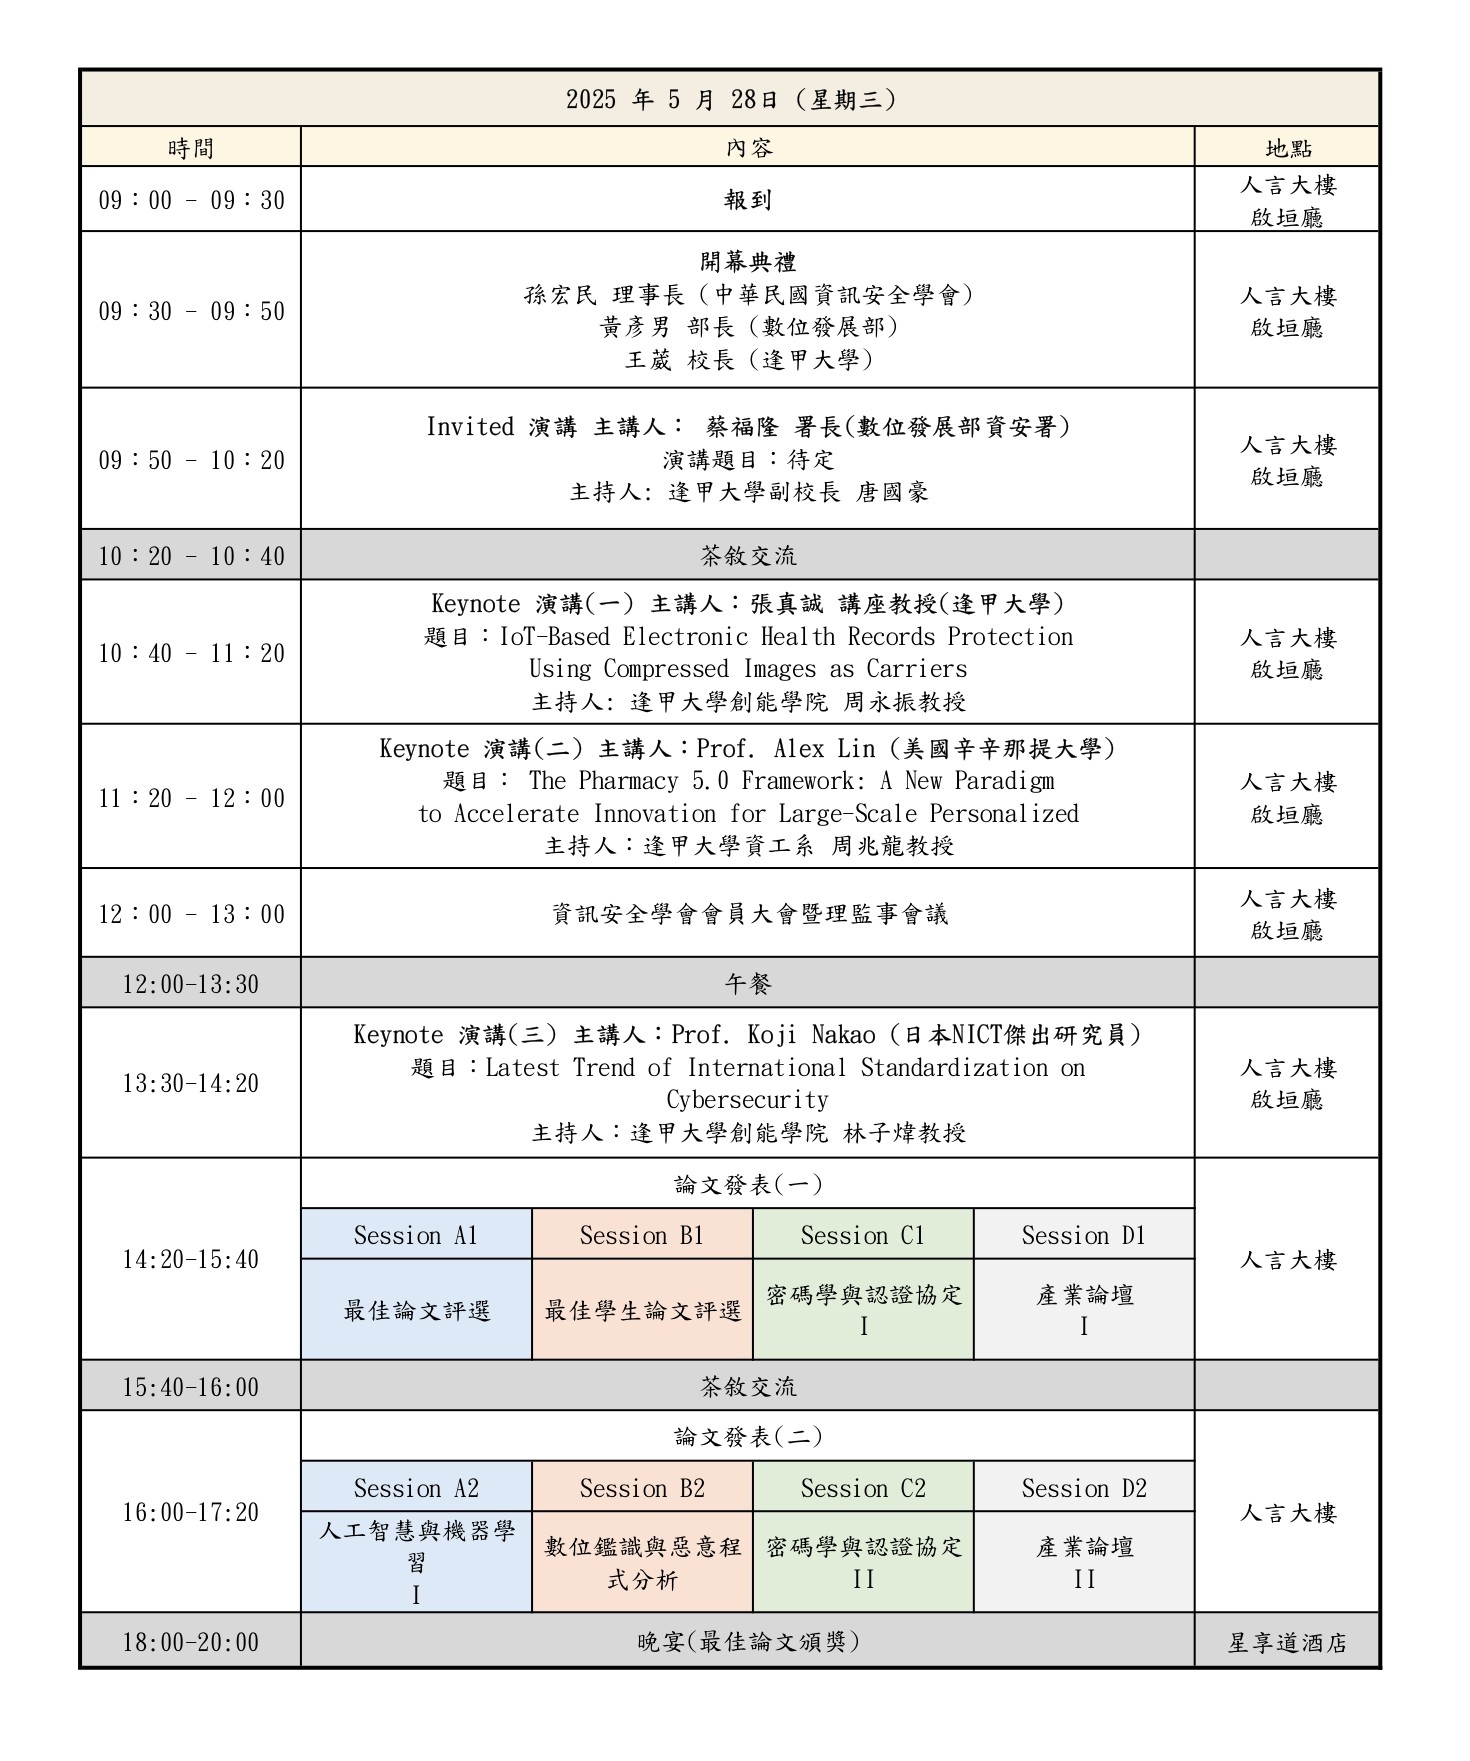 2025 年 5 月 28日 (星期三)
時間 內容 地點
09：00 - 09：30 報到 人言大樓
啟垣廳
開幕典禮
孫宏民 理事長 (中華民國資訊安全學會)
黃彥男 部長 (數位發展部)
王葳 校長 (逢甲大學)
09：30 - 09：50
人言大樓
啟垣廳
Invited 演講 主講人： 蔡福隆 署長(數位發展部資安署)
演講題目：待定
主持人: 逢甲大學副校長 唐國豪
09：50 - 10：20
人言大樓
啟垣廳
10：20 - 10：40 茶敘交流
Keynote 演講(一) 主講人：張真誠 講座教授(逢甲大學)
題目：IoT-Based Electronic Health Records Protection
Using Compressed Images as Carriers
主持人: 逢甲大學創能學院 周永振教授
10：40 - 11：20
人言大樓
啟垣廳
Keynote 演講(二) 主講人：Prof. Alex Lin (美國辛辛那提大學)
題目： The Pharmacy 5.0 Framework: A New Paradigm
to Accelerate Innovation for Large-Scale Personalized
主持人：逢甲大學資工系 周兆龍教授
11：20 - 12：00
人言大樓
啟垣廳
12：00 - 13：00 資訊安全學會會員大會暨理監事會議
人言大樓
啟垣廳
12:00-13:30 午餐
Keynote 演講(三) 主講人：Prof. Koji Nakao (日本NICT傑出研究員)
題目：Latest Trend of International Standardization on
Cybersecurity
主持人：逢甲大學創能學院 林子煒教授
13:30-14:20
人言大樓
啟垣廳
論文發表(一)
Session A1 Session B1 Session C1 Session D1
14:20-15:40
人言大樓
最佳論文評選
最佳學生論文評選
密碼學與認證協定
I
產業論壇
I
15:40-16:00 茶敘交流
論文發表(二)
Session A2 Session B2 Session C2 Session D2
16:00-17:20
人言大樓
人工智慧與機器學
習
I
數位鑑識與惡意程
式分析
密碼學與認證協定
II
產業論壇
II
18:00-20:00 晚宴(最佳論文頒獎) 星享道酒店